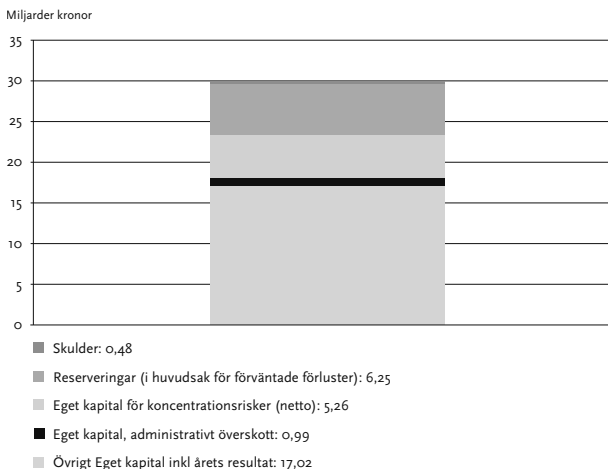 Miljarder kronor
35
30
25
20
15
10
5
0
Skulder: 0,48
Reserveringar (i huvudsak för förväntade förluster): 6,25
Eget kapital för koncentrationsrisker (netto): 5,26
Eget kapital, administrativt överskott: 0,99
Övrigt Eget kapital inkl årets resultat: 17,02